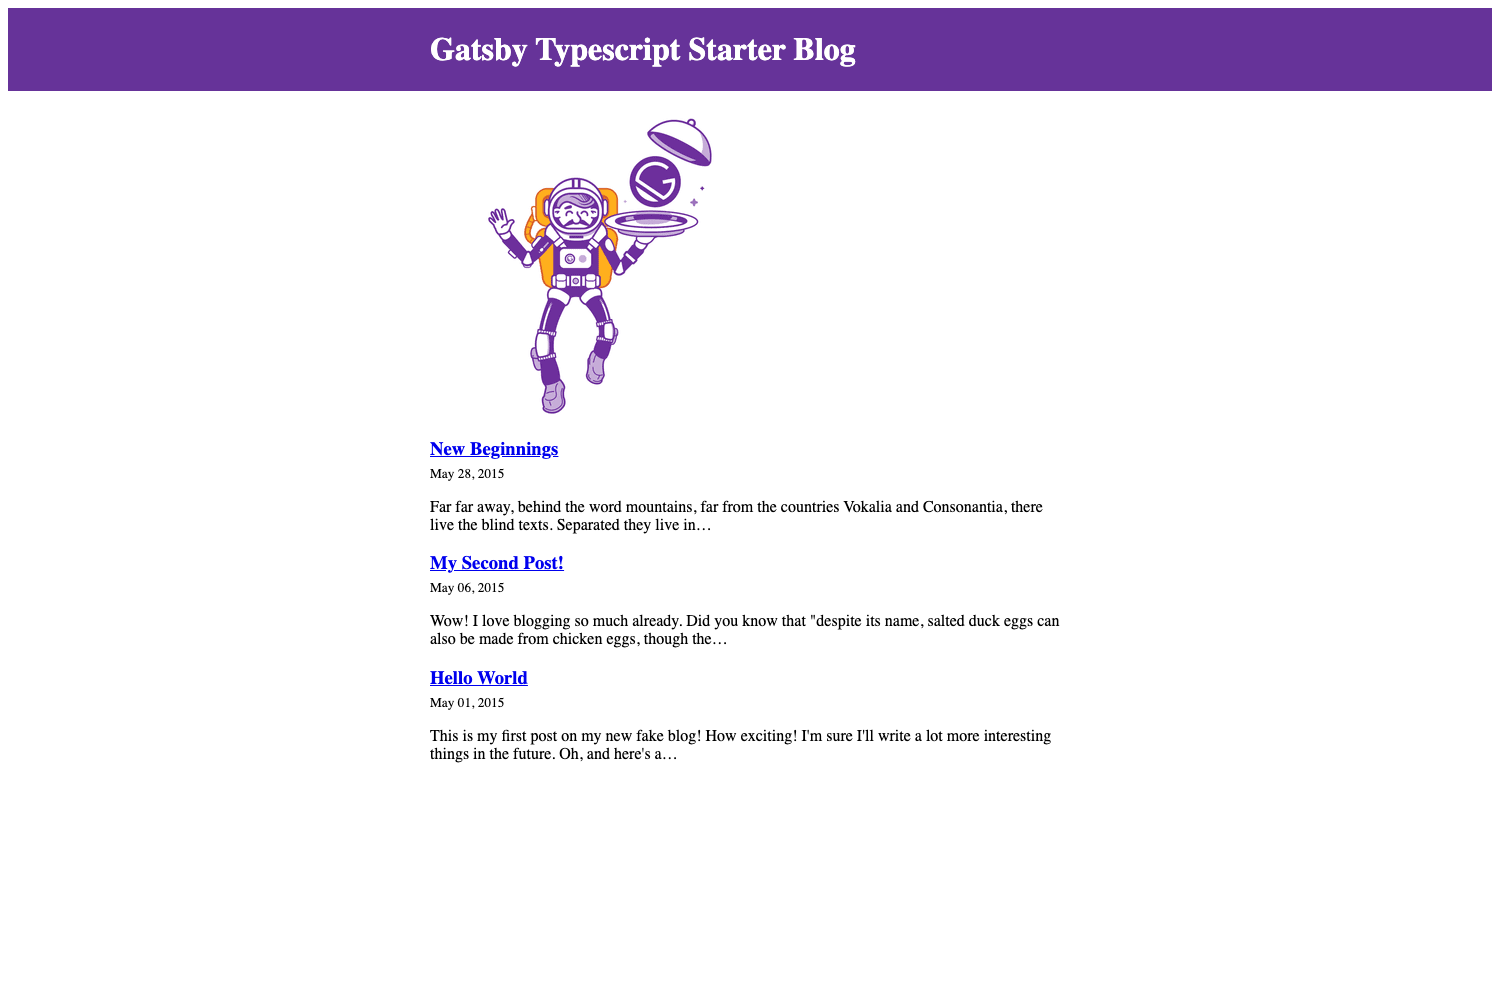 Gatsby Typescript Starter Blog
New Beginnings
May 28, 2015
Far far away, behind the word mountains, far from the countries Vokalia and Consonantia, there
live the blind texts. Separated they live in…
My Second Post!
May 06, 2015
Wow! I love blogging so much already. Did you know that "despite its name, salted duck eggs can
also be made from chicken eggs, though the…
Hello World
May 01, 2015
This is my first post on my new fake blog! How exciting! I'm sure I'll write a lot more interesting
things in the future. Oh, and here's a…